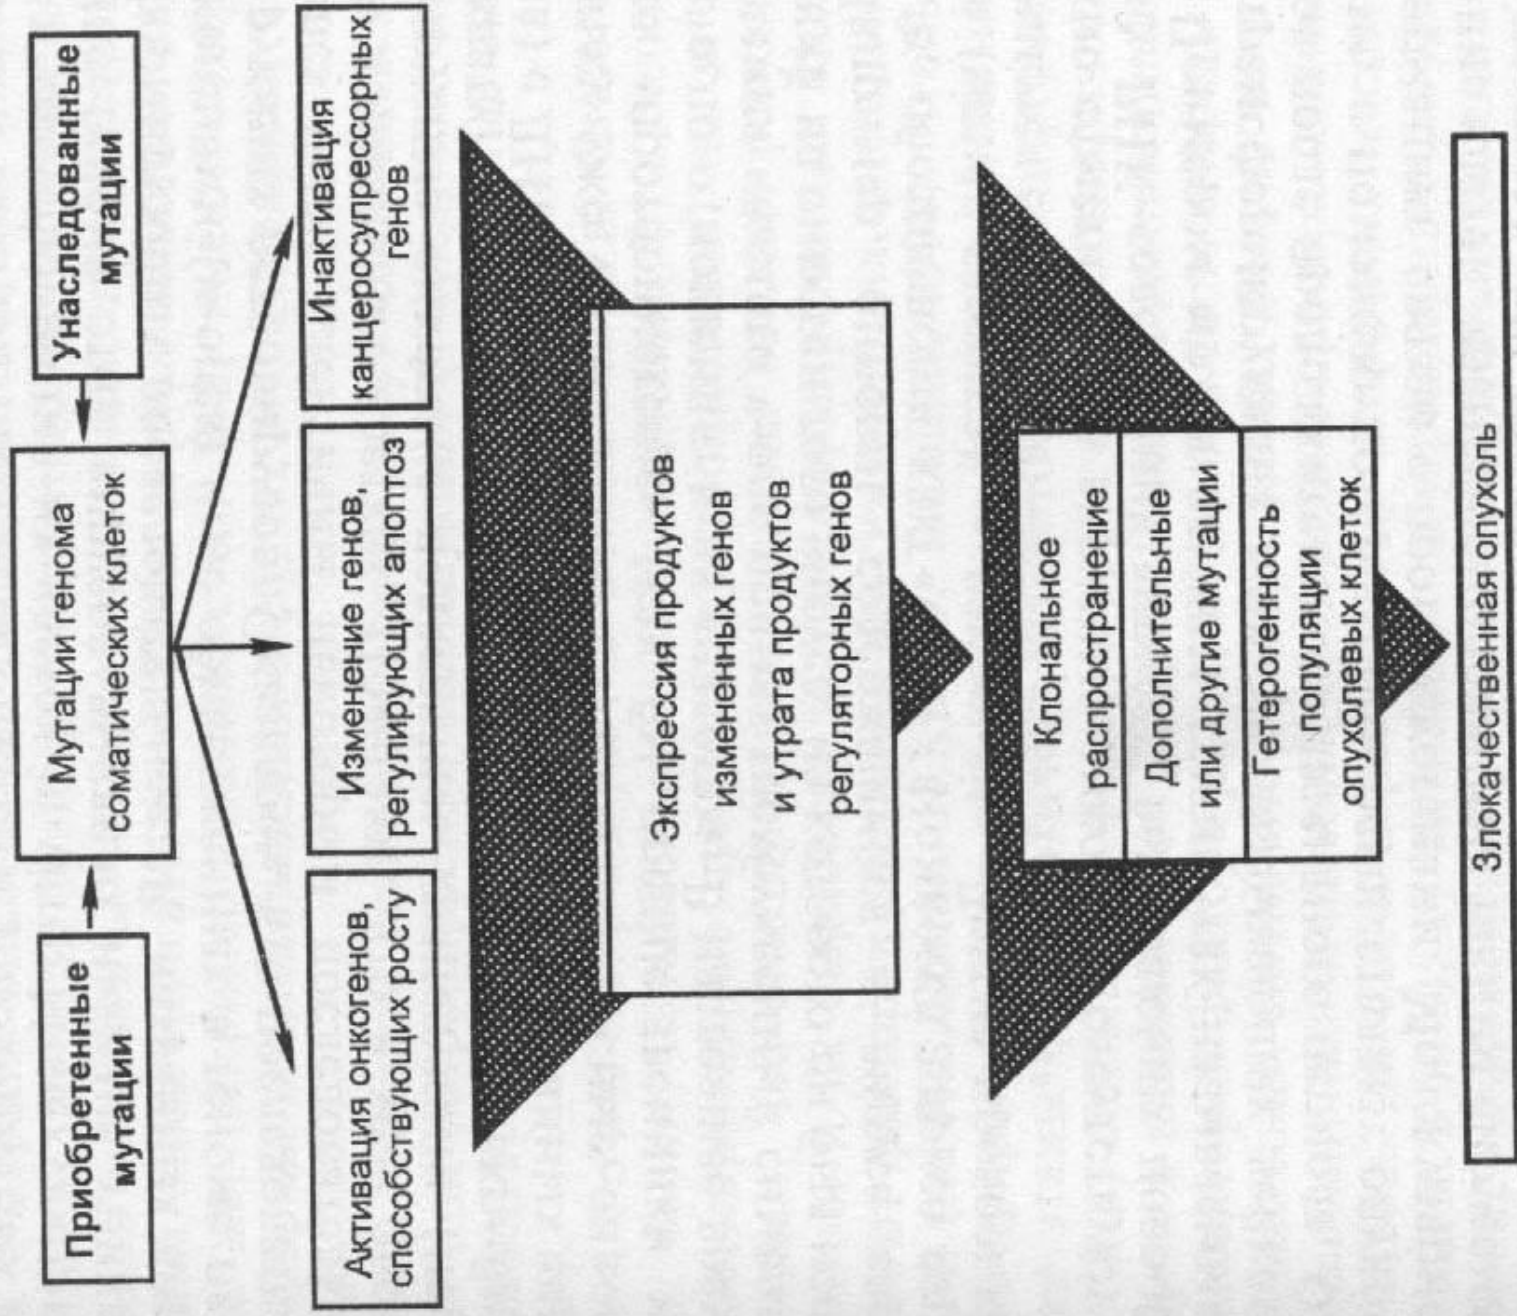 Приобретенные
мутации
Мутации генома
соматических клеток
Унаследованные
мутации
Активация онкогенов,
способствующих росту
Изменение генов,
регулирующих апоптоз
Инактивация
канцеросупрессорных
генов
Экспрессия продуктов
измененных генов
и утрата продуктов
регуляторных генов
Клональное
распространение
Дополнительные
или другие мутации
Гетерогенность
популяции
опухолевых клеток
Злокачественная опухоль